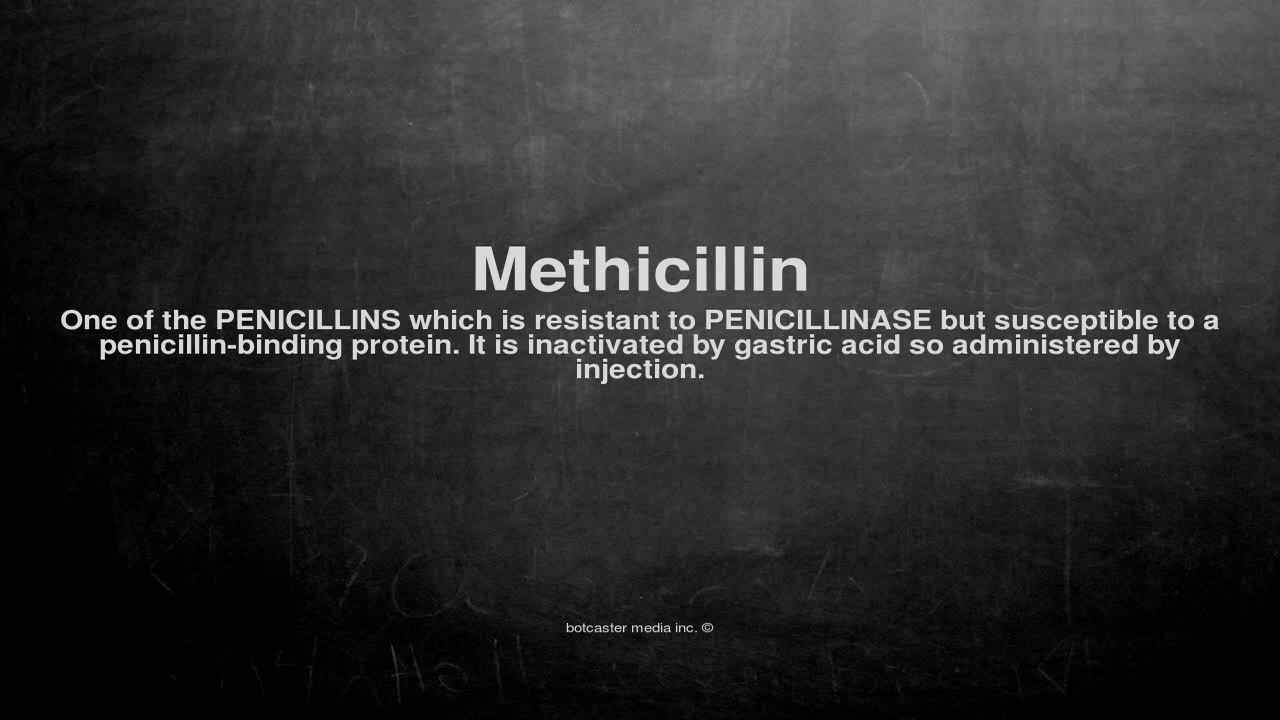 Methicillin
One of the PENICILLINS which is resistant to PENICILLINASE but susceptible to a
penicillin-binding protein. It is inactivated by gastric acid so administered by
injection.
botcaster media inc. ©